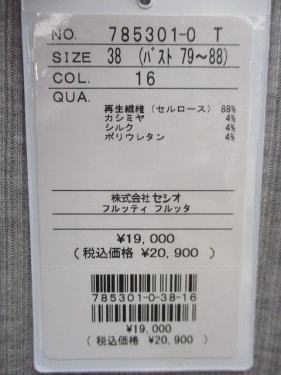 NO. 785301-0 T
SIZE 38 (バスト 79～88)
COL. 16
QUA.
再生繊維(セルロース) 88%
カシミヤ 4%
シルク 4%
ポリウレタン 4%
株式会社セシオ
フルッティ フルッタ
¥19,000
(税込価格 ¥20,900)
785301-0-38-16
¥19,000
(税込価格 ¥20,900)